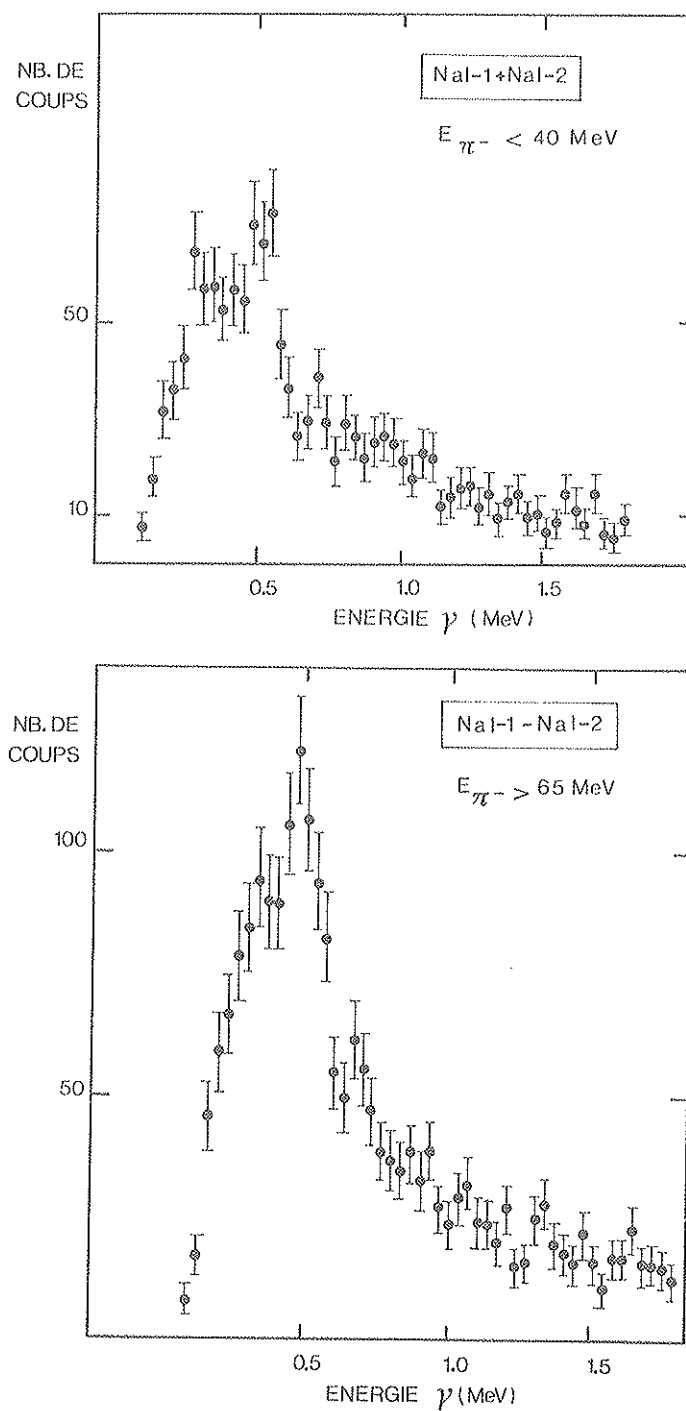 NB. DE
COUPS
NaI-1+NaI-2
E π- < 40 MeV
50
10
0.5 1.0 1.5
ENERGIE γ (MeV)
NB. DE
COUPS
NaI-1-NaI-2
E π- > 65 MeV
100
50
0.5 1.0 1.5
ENERGIE γ (MeV)